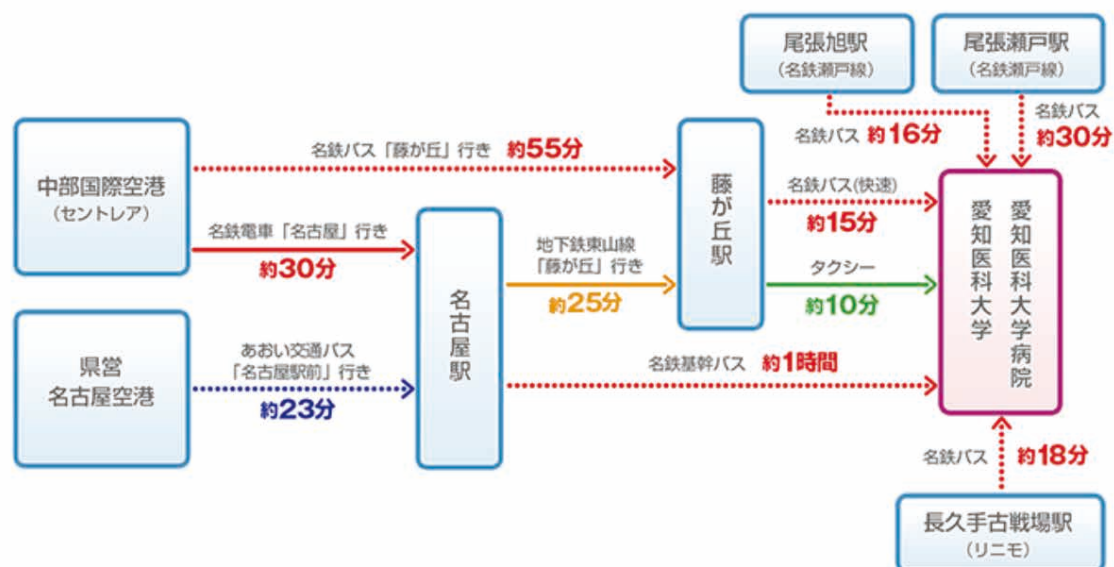 尾張旭駅
（名鉄瀬戸線）
尾張瀬戸駅
（名鉄瀬戸線）
名鉄バス 約16分
名鉄バス
約30分
中部国際空港
（セントレア）
名鉄バス「藤が丘」行き 約55分
名鉄電車「名古屋」行き
約30分
県営
名古屋空港
あおい交通バス
「名古屋駅前」行き
約23分
名古屋駅
地下鉄東山線
「藤が丘」行き
約25分
藤が丘駅
名鉄バス(快速)
約15分
タクシー
約10分
名鉄基幹バス 約1時間
愛知医科大学病院
愛知医科大学
名鉄バス 約18分
長久手古戦場駅
（リニモ）